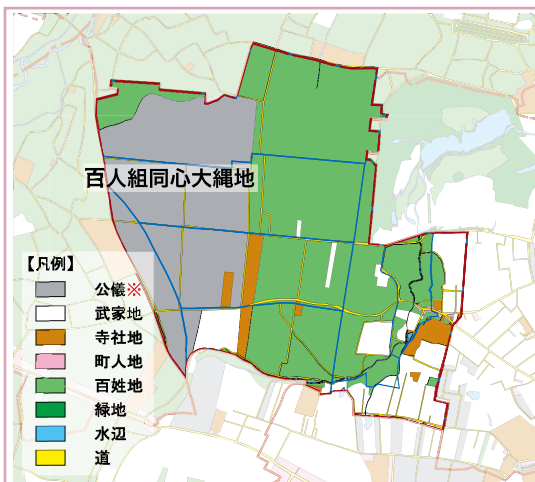 百人組同心大縄地
【凡例】
公儀※
武家地
寺社地
町人地
百姓地
緑地
水辺
道